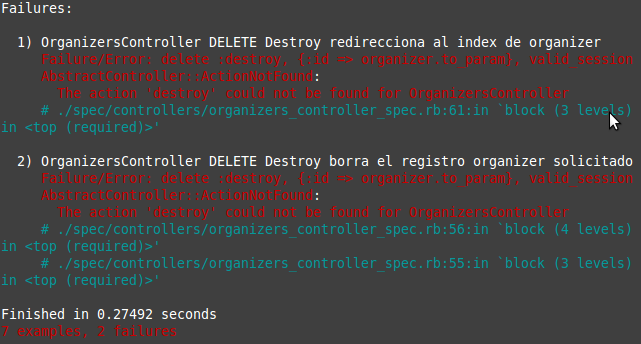 Failures:
1) OrganizersController DELETE Destroy redirecciona al index de organizer
Failure/Error: delete :destroy, {:id => organizer.to_param}, valid_session
AbstractController::ActionNotFound:
The action 'destroy' could not be found for OrganizersController
# ./spec/controllers/organizers_controller_spec.rb:61:in `block (3 levels)
in <top (required)>'
2) OrganizersController DELETE Destroy borra el registro organizer solicitado
Failure/Error: delete :destroy, {:id => organizer.to_param}, valid_session
AbstractController::ActionNotFound:
The action 'destroy' could not be found for OrganizersController
# ./spec/controllers/organizers_controller_spec.rb:56:in `block (4 levels)
in <top (required)>'
# ./spec/controllers/organizers_controller_spec.rb:55:in `block (3 levels)
in <top (required)>'
Finished in 0.27492 seconds
7 examples, 2 failures